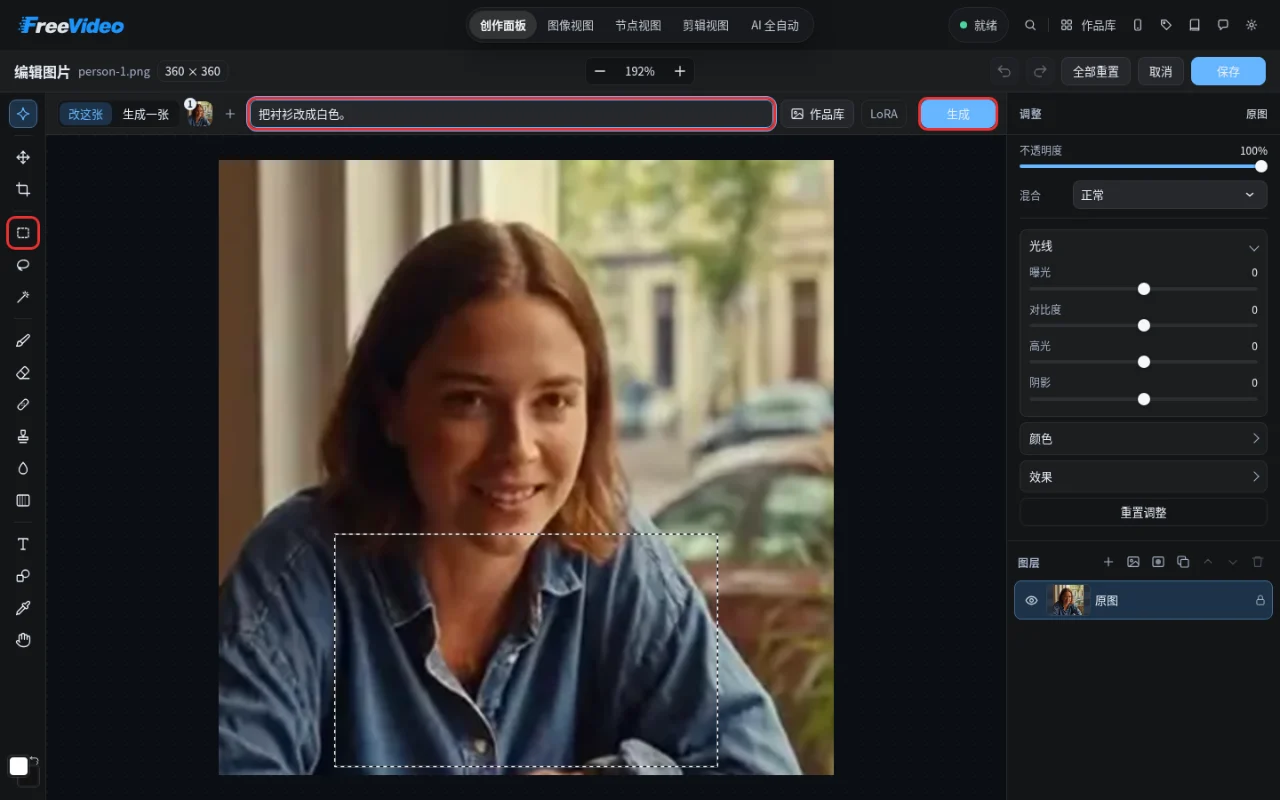 FreeVideo
创作面板 图像视图 节点视图 剪辑视图 AI 全自动
就绪
作品库
编辑图片 person-1.png 360 × 360
192%
全部重置 取消 保存
改这张 生成一张 1
把衬衫改成白色。
作品库 LoRA 生成
调整 原图
不透明度 100%
混合 正常
光线
曝光 0
对比度 0
高光 0
阴影 0
颜色
效果
重置调整
图层
原图